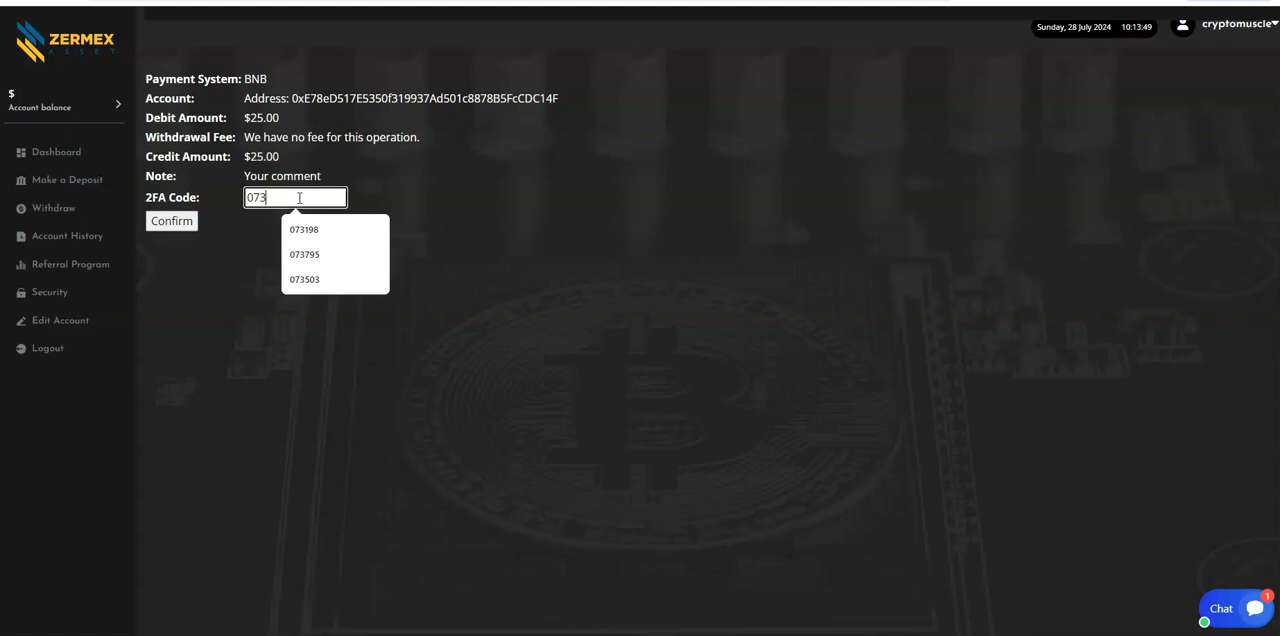 ZERMEX
ASSET
Sunday, 28 July 2024 10:13:49
cryptomuscle
$
Account balance
Dashboard
Make a Deposit
Withdraw
Account History
Referral Program
Security
Edit Account
Logout
Payment System: BNB
Account: Address: 0xE78eD517E5350f319937Ad501c8878B5FcCDC14F
Debit Amount: $25.00
Withdrawal Fee: We have no fee for this operation.
Credit Amount: $25.00
Note: Your comment
2FA Code: 073
Confirm
073198
073795
073503
Chat
1